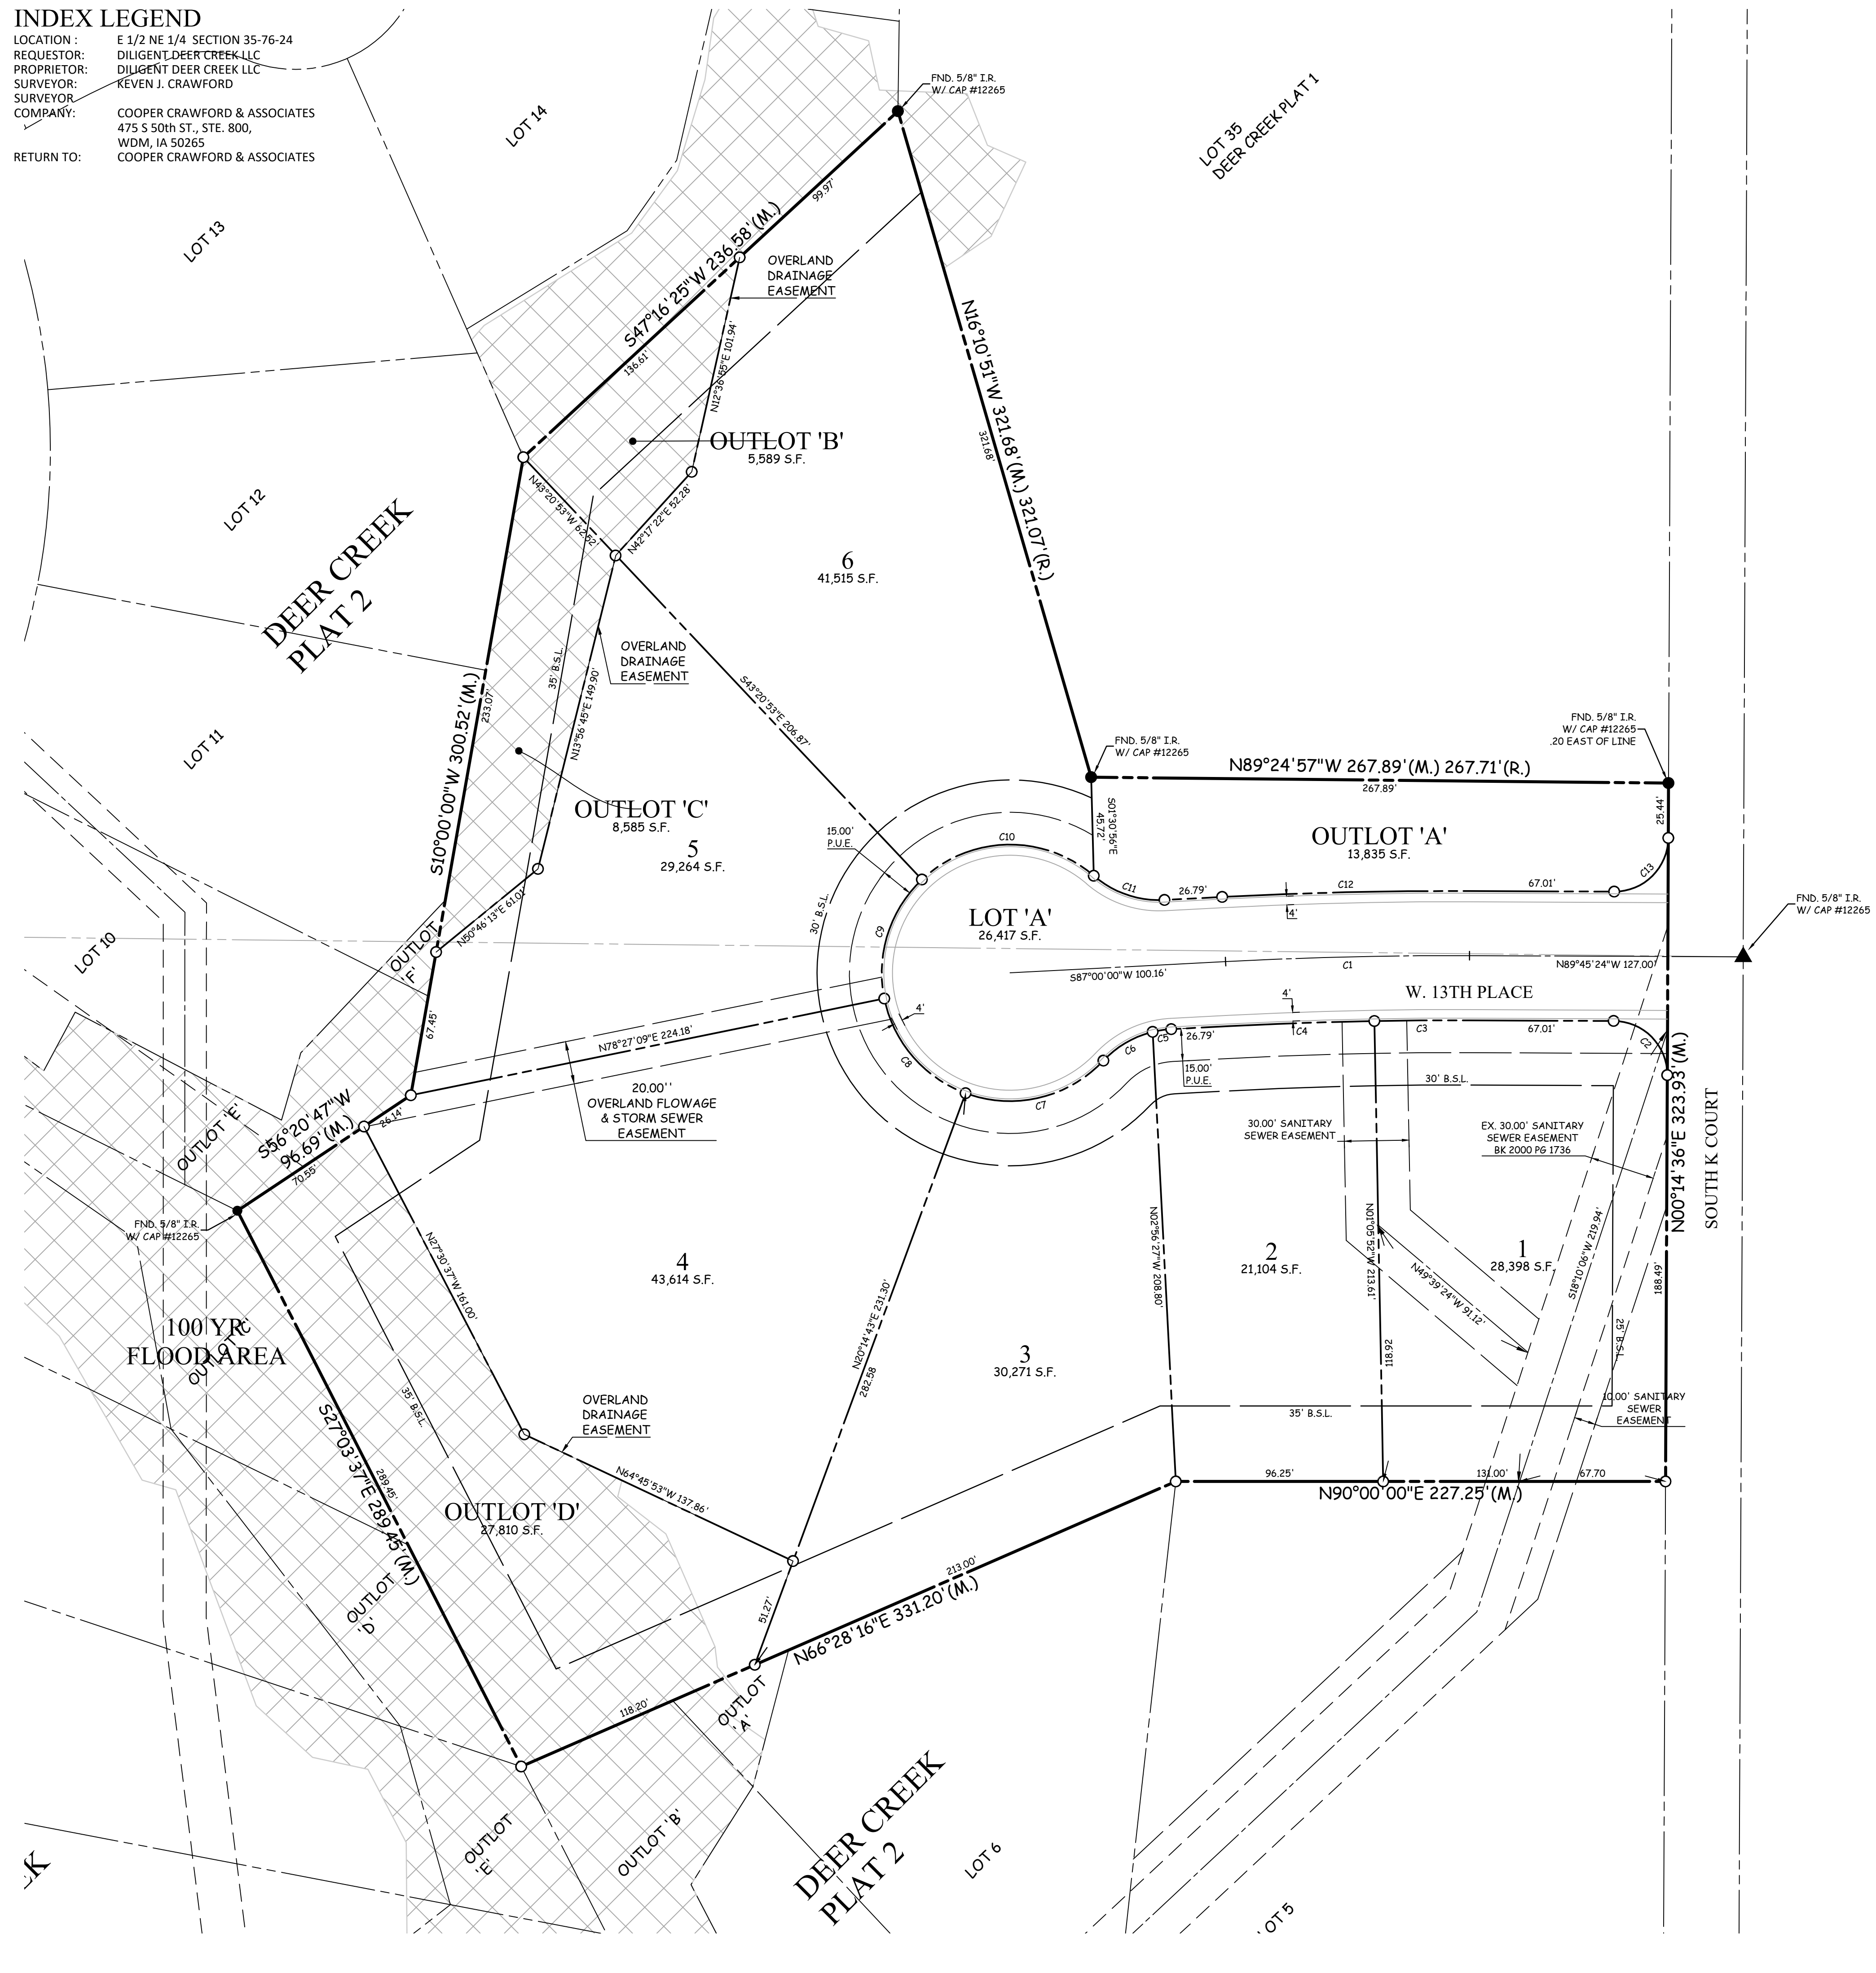 INDEX LEGEND
LOCATION : E 1/2 NE 1/4 SECTION 35-76-24
REQUESTOR: DILIGENT DEER CREEK LLC
PROPRIETOR: DILIGENT DEER CREEK LLC
SURVEYOR: KEVEN J. CRAWFORD
SURVEYOR
COMPANY: COOPER CRAWFORD & ASSOCIATES
475 S 50th ST., STE. 800,
WDM, IA 50265
RETURN TO: COOPER CRAWFORD & ASSOCIATES
LOT 14
FND. 5/8" I.R.
W/ CAP #12265
LOT 35
DEER CREEK PLAT 1
LOT 13
99.97'
S47°16'25"W 236.58'(M.)
136.61'
OVERLAND
DRAINAGE
EASEMENT
N12°36'55"E 101.94'
N16°10'51"W 321.68'(M.) 321.07'(R.)
321.68'
OUTLOT 'B'
5,589 S.F.
N43°20'53"W 62.52'
N42°17'22"E 52.28'
LOT 12
DEER CREEK
PLAT 2
6
41,515 S.F.
OVERLAND
DRAINAGE
EASEMENT
35' B.S.L.
S10°00'00"W 300.52'(M.)
233.07'
N13°56'45"E 149.90'
S43°20'53"E 206.87'
LOT 11
FND. 5/8" I.R.
W/ CAP #12265
FND. 5/8" I.R.
W/ CAP #12265
.20 EAST OF LINE
N89°24'57"W 267.89'(M.) 267.71'(R.)
267.89'
25.44'
S01°30'56"E
45.72'
OUTLOT 'C'
8,585 S.F.
5
29,264 S.F.
15.00'
P.U.E.
C10
OUTLOT 'A'
13,835 S.F.
C13
C11
26.79'
C12
67.01'
4'
30' B.S.L.
C9
LOT 'A'
26,417 S.F.
FND. 5/8" I.R.
W/ CAP #12265
N50°46'13"E 61.01'
OUTLOT
'F'
LOT 10
S87°00'00"W 100.16'
C1
N89°45'24"W 127.00'
W. 13TH PLACE
67.45'
N78°27'09"E 224.18'
4'
C8
C7
C6
C5
26.79'
4'
C4
C3
67.01'
C2
15.00'
P.U.E.
30' B.S.L.
20.00''
OVERLAND FLOWAGE
& STORM SEWER
EASEMENT
OUTLOT 'E'
S56°20'47"W
96.69'(M.)
26.14'
70.55'
30.00' SANITARY
SEWER EASEMENT
EX. 30.00' SANITARY
SEWER EASEMENT
BK 2000 PG 1736
N00°14'36"E 323.93'(M.)
SOUTH K COURT
FND. 5/8" I.R.
W/ CAP #12265
N27°30'37"W 161.00'
4
43,614 S.F.
N02°56'27"W 208.80'
2
21,104 S.F.
N01°05'52"W 213.61'
1
28,398 S.F.
N49°39'24"W 91.12'
S18°10'06"W 219.94'
188.49'
100 YR
FLOOD AREA
OUTLOT 'C'
N20°14'43"E 231.30'
282.58
3
30,271 S.F.
118.92
25' B.S.L.
35' B.S.L.
OVERLAND
DRAINAGE
EASEMENT
10.00' SANITARY
SEWER
EASEMENT
35' B.S.L.
S27°03'37"E 289.45'(M.)
289.45'
N64°45'53"W 137.86'
96.25'
131.00'
67.70
N90°00'00"E 227.25'(M.)
OUTLOT 'D'
27,810 S.F.
OUTLOT
'D'
213.00'
N66°28'16"E 331.20'(M.)
51.27'
118.20'
OUTLOT
'A'
OUTLOT
'E'
OUTLOT 'B'
DEER CREEK
PLAT 2
LOT 6
OT 5
EK